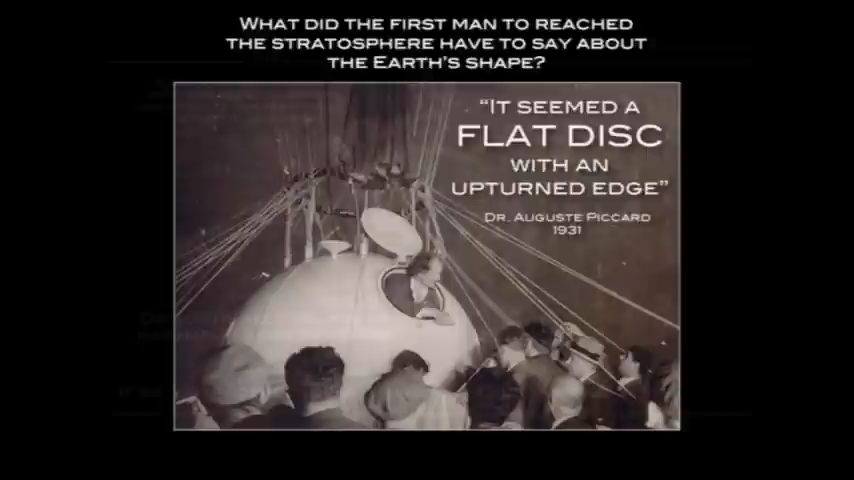 What did the first man to reached
the stratosphere have to say about
the Earth's shape?
"It seemed a
flat disc
with an
upturned edge"
Dr. Auguste Piccard
1931